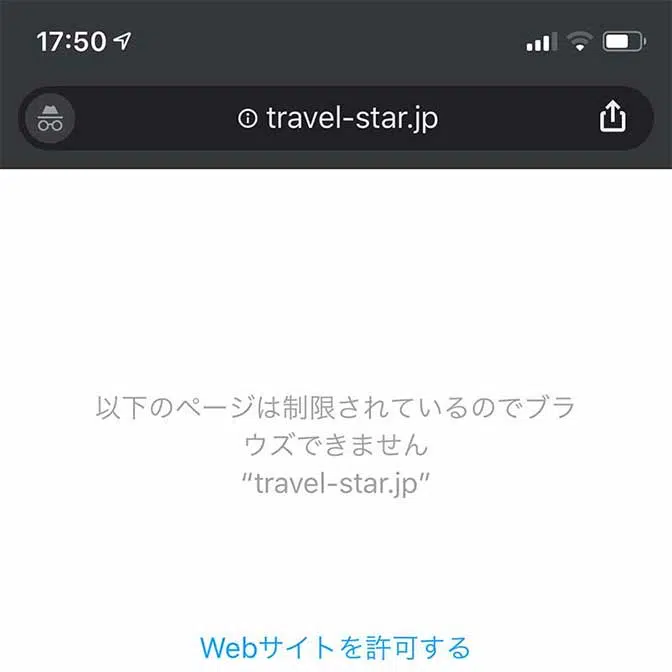 17:50
travel-star.jp
以下のページは制限されているのでブラ
ウズできません
“travel-star.jp”
Webサイトを許可する